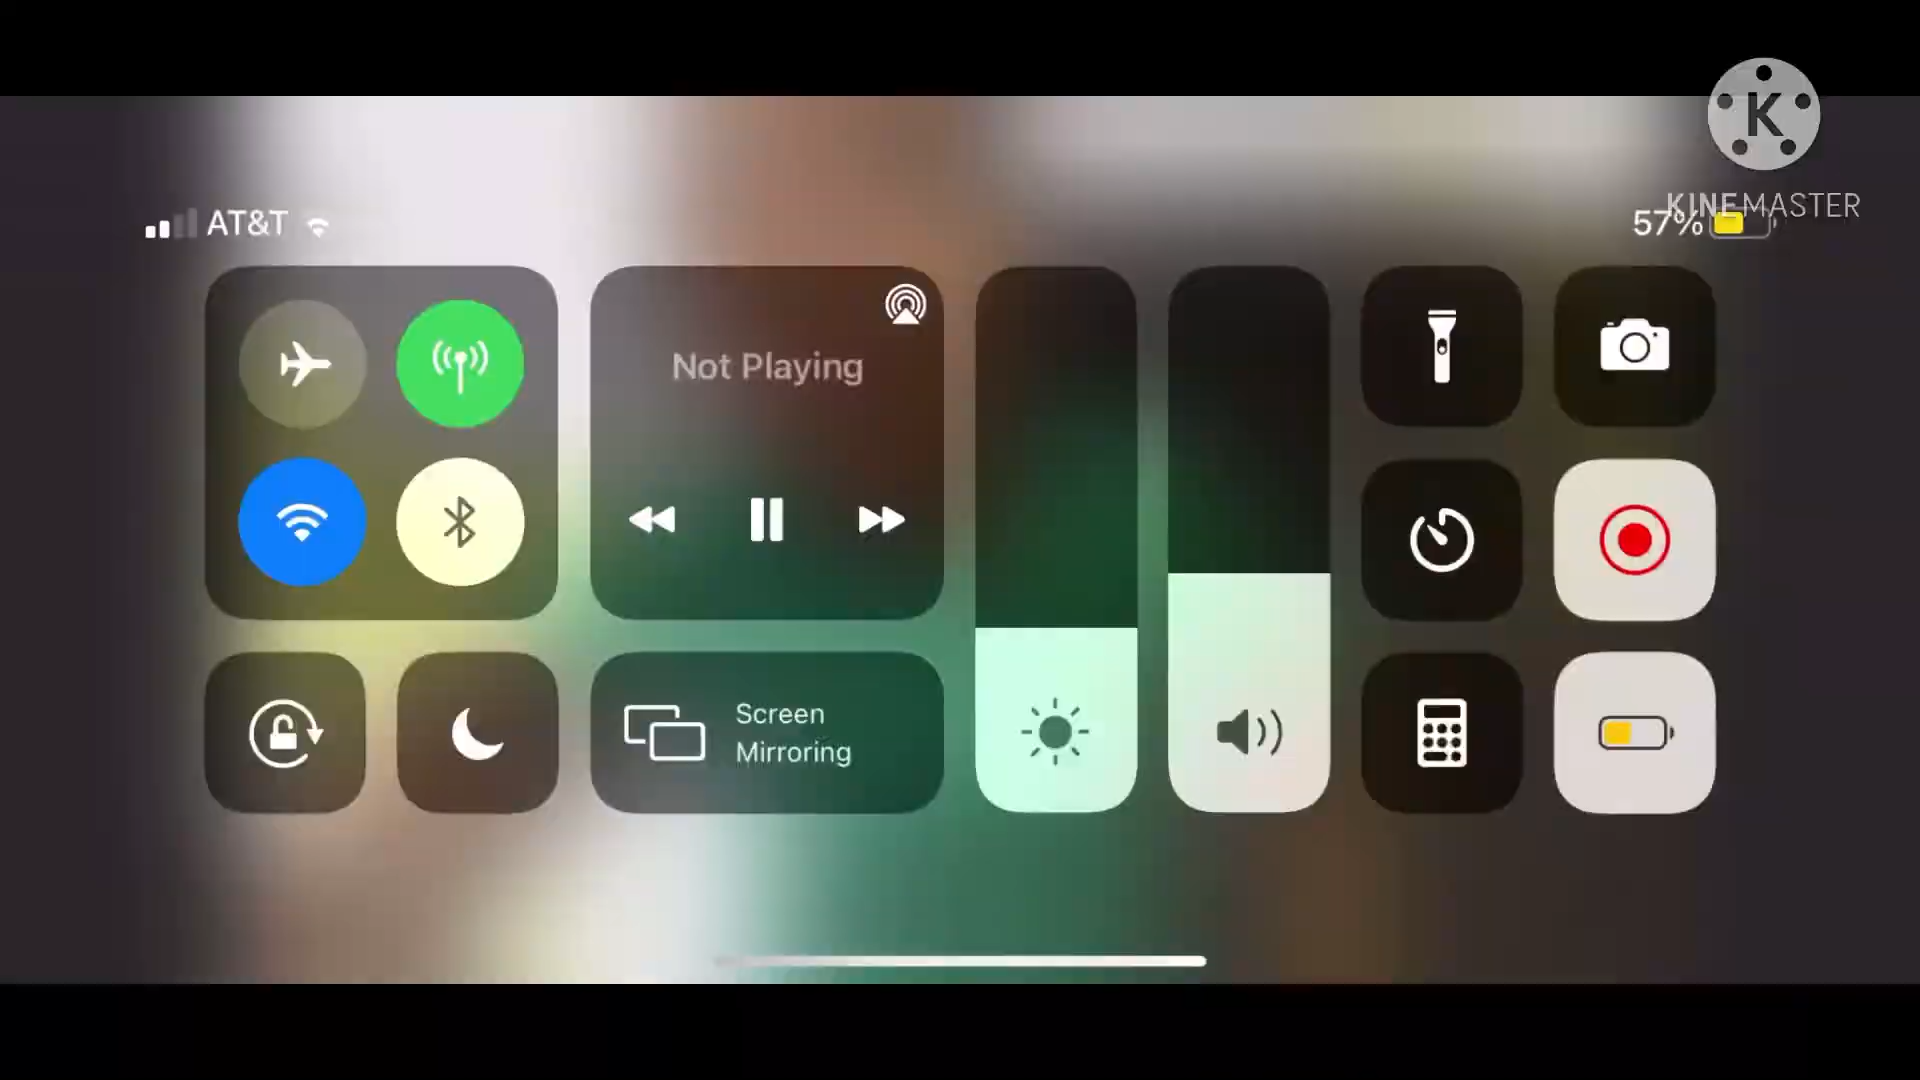 K
KINEMASTER
AT&T
57%
Not Playing
Screen
Mirroring